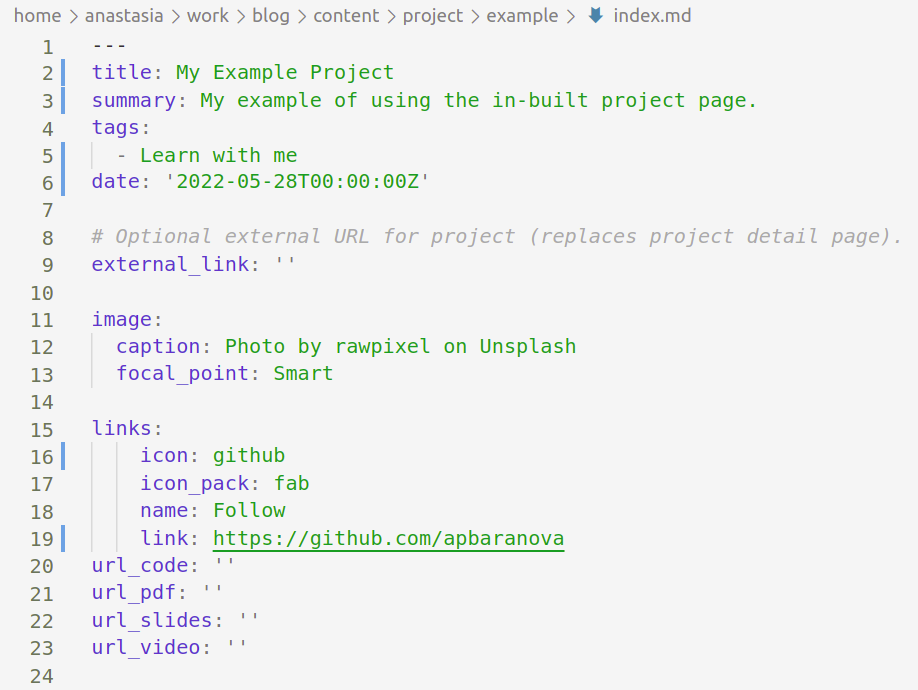 home > anastasia > work > blog > content > project > example > index.md
1 ---
2 title: My Example Project
3 summary: My example of using the in-built project page.
4 tags:
5   - Learn with me
6 date: '2022-05-28T00:00:00Z'
7
8 # Optional external URL for project (replaces project detail page).
9 external_link: ''
10
11 image:
12   caption: Photo by rawpixel on Unsplash
13   focal_point: Smart
14
15 links:
16     icon: github
17     icon_pack: fab
18     name: Follow
19     link: https://github.com/apbaranova
20 url_code: ''
21 url_pdf: ''
22 url_slides: ''
23 url_video: ''
24